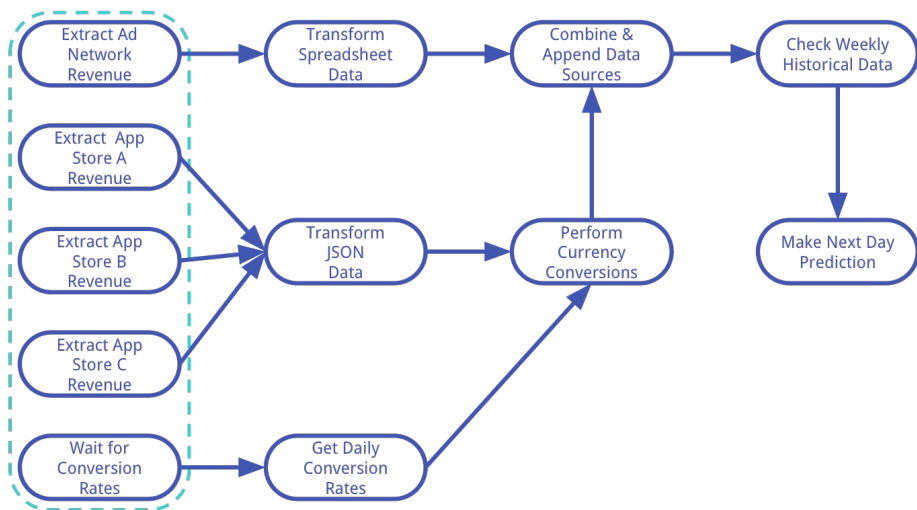 Extract Ad
Network
Revenue
Transform
Spreadsheet
Data
Combine &
Append Data
Sources
Check Weekly
Historical Data
Extract App
Store A
Revenue
Extract App
Store B
Revenue
Transform
JSON
Data
Perform
Currency
Conversions
Make Next Day
Prediction
Extract App
Store C
Revenue
Wait for
Conversion
Rates
Get Daily
Conversion
Rates